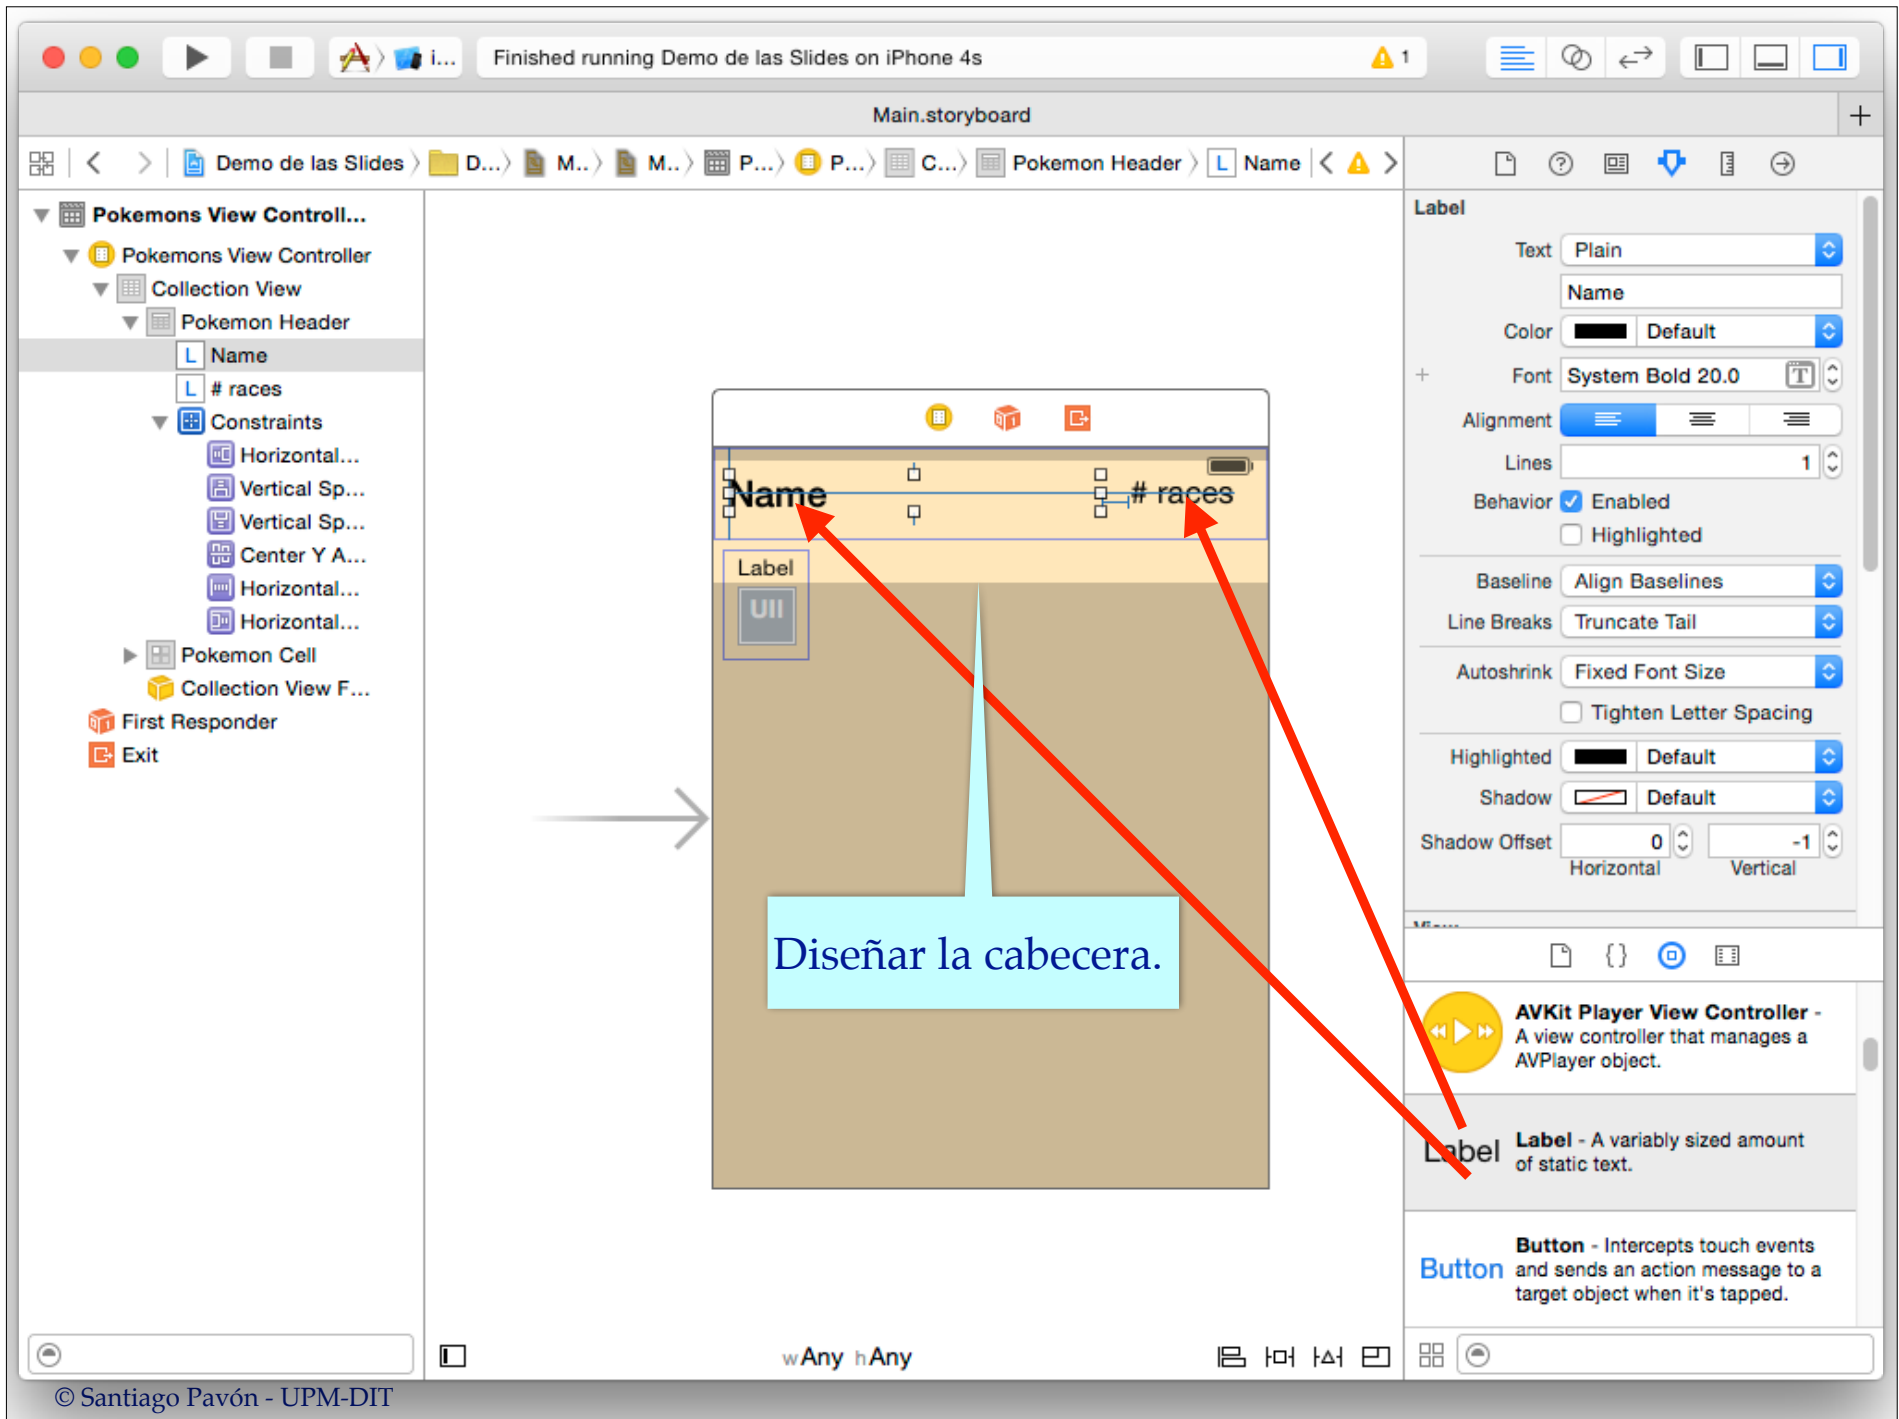 i...
Finished running Demo de las Slides on iPhone 4s
1
Main.storyboard
Demo de las Slides
D...
M..
M..
P...
P...
C...
Pokemon Header
L Name
Pokemons View Controll...
Pokemons View Controller
Collection View
Pokemon Header
L Name
L # races
Constraints
Horizontal...
Vertical Sp...
Vertical Sp...
Center Y A...
Horizontal...
Horizontal...
Pokemon Cell
Collection View F...
First Responder
Exit
Name
# races
Label
UII
Diseñar la cabecera.
wAny hAny
Label
Text Plain
Name
Color Default
Font System Bold 20.0 T
Alignment
Lines 1
Behavior Enabled
Highlighted
Baseline Align Baselines
Line Breaks Truncate Tail
Autoshrink Fixed Font Size
Tighten Letter Spacing
Highlighted Default
Shadow Default
Shadow Offset 0 -1
Horizontal Vertical
View
{}
AVKit Player View Controller -
A view controller that manages a
AVPlayer object.
Label
Label - A variably sized amount
of static text.
Button
Button - Intercepts touch events
and sends an action message to a
target object when it's tapped.
© Santiago Pavón - UPM-DIT